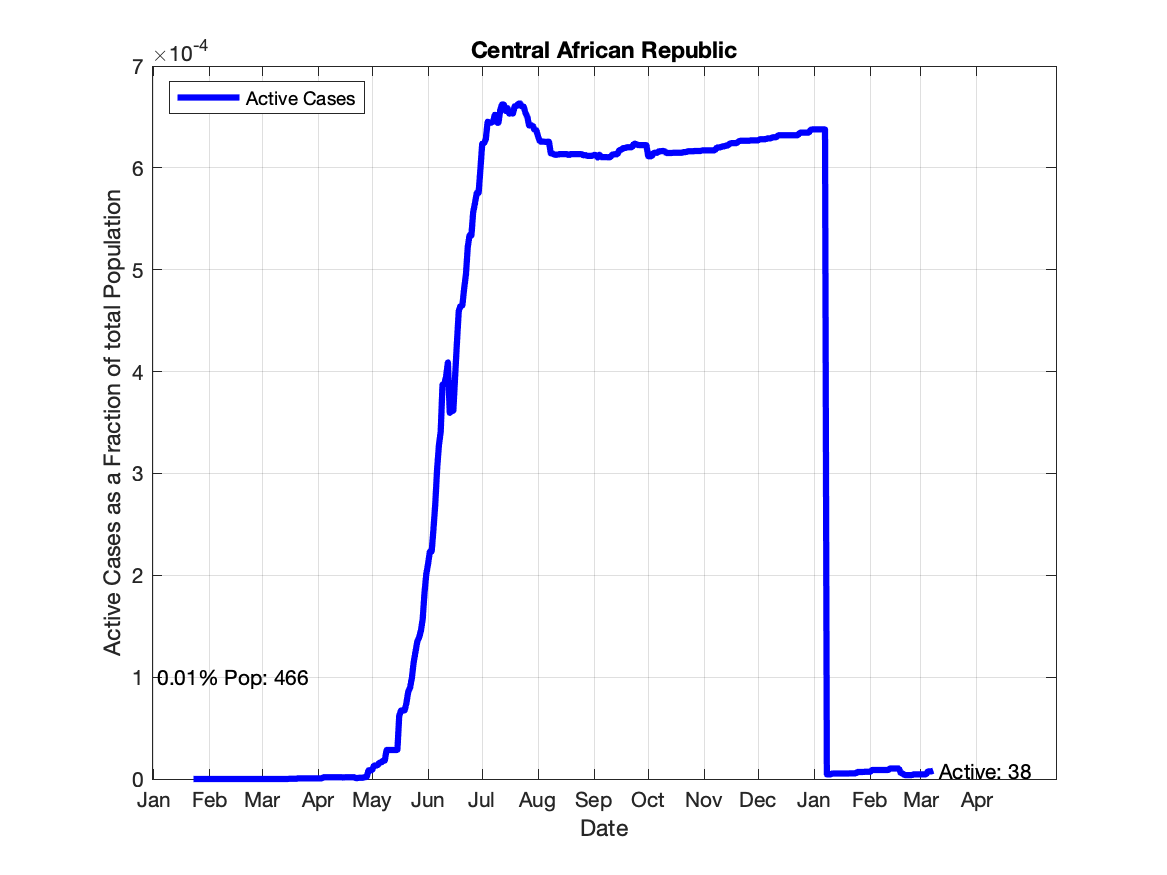 Central African Republic
×10⁻⁴
Active Cases
7
6
5
4
3
2
1
0
0.01% Pop: 466
Active: 38
Active Cases as a Fraction of total Population
Jan Feb Mar Apr May Jun Jul Aug Sep Oct Nov Dec Jan Feb Mar Apr
Date